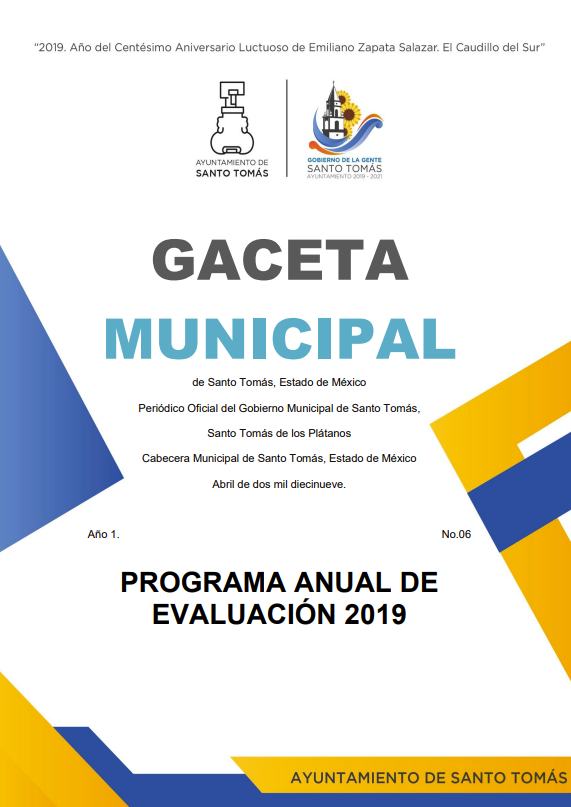 "2019. Año del Centésimo Aniversario Luctuoso de Emiliano Zapata Salazar. El Caudillo del Sur"
AYUNTAMIENTO DE
SANTO TOMÁS
GOBIERNO DE LA GENTE
SANTO TOMÁS
AYUNTAMIENTO 2019 - 2021
GACETA
MUNICIPAL
de Santo Tomás, Estado de México
Periódico Oficial del Gobierno Municipal de Santo Tomás,
Santo Tomás de los Plátanos
Cabecera Municipal de Santo Tomás, Estado de México
Abril de dos mil diecinueve.
Año 1. No.06
PROGRAMA ANUAL DE
EVALUACIÓN 2019
AYUNTAMIENTO DE SANTO TOMÁS